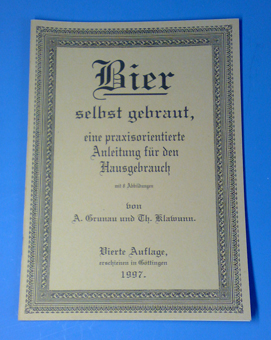 Bier
selbst gebraut,
eine praxisorientierte
Anleitung für den
Hausgebrauch
mit 8 Abbildungen
von
A. Grunau und Th. Klawunn.
Vierte Auflage,
erschienen in Göttingen
1997.